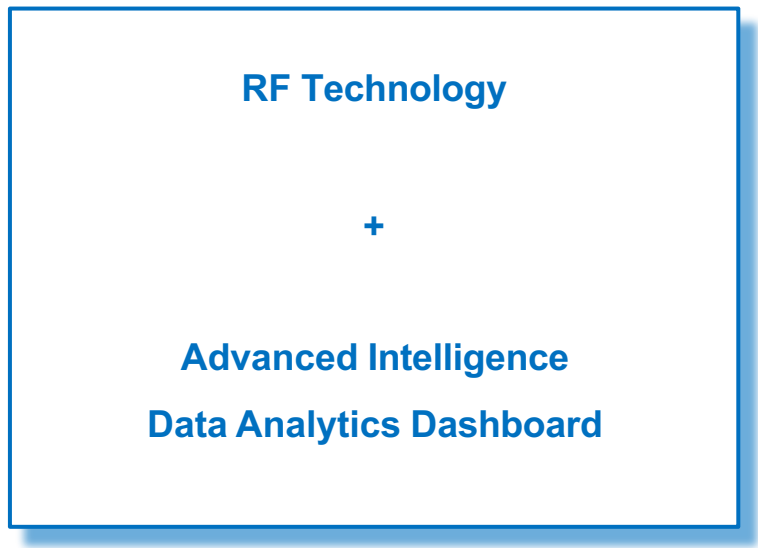 RF Technology
+
Advanced Intelligence
Data Analytics Dashboard